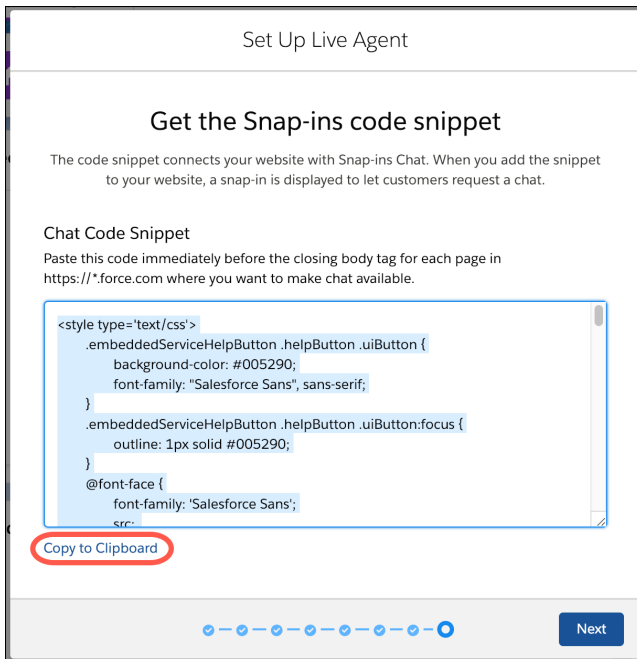 Set Up Live Agent
Get the Snap-ins code snippet
The code snippet connects your website with Snap-ins Chat. When you add the snippet
to your website, a snap-in is displayed to let customers request a chat.
Chat Code Snippet
Paste this code immediately before the closing body tag for each page in
https://*.force.com where you want to make chat available.
<style type='text/css'>
.embeddedServiceHelpButton .helpButton .uiButton {
background-color: #005290;
font-family: "Salesforce Sans", sans-serif;
}
.embeddedServiceHelpButton .helpButton .uiButton:focus {
outline: 1px solid #005290;
}
@font-face {
font-family: 'Salesforce Sans';
src:
Copy to Clipboard
Next